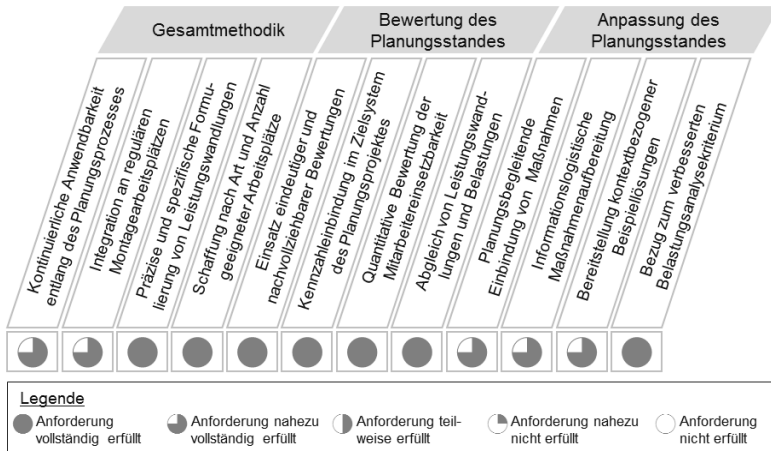 Gesamtmethodik
Bewertung des
Planungsstandes
Anpassung des
Planungsstandes
Kontinuierliche Anwendbarkeit
entlang des Planungsprozesses
Integration an regulären
Montagearbeitsplätzen
Präzise und spezifische Formu-
lierung von Leistungswandlungen
Schaffung nach Art und Anzahl
geeigneter Arbeitsplätze
Einsatz eindeutiger und
nachvollziehbarer Bewertungen
Kennzahleinbindung im Zielsystem
des Planungsprojektes
Quantitative Bewertung der
Mitarbeitereinsetzbarkeit
Abgleich von Leistungswand-
lungen und Belastungen
Planungsbegleitende
Einbindung von Maßnahmen
Informationslogistische
Maßnahmenaufbereitung
Bereitstellung kontextbezogener
Beispiellösungen
Bezug zum verbesserten
Belastungsanalysekriterium
Legende
Anforderung
vollständig erfüllt
Anforderung nahezu
vollständig erfüllt
Anforderung teil-
weise erfüllt
Anforderung nahezu
nicht erfüllt
Anforderung
nicht erfüllt